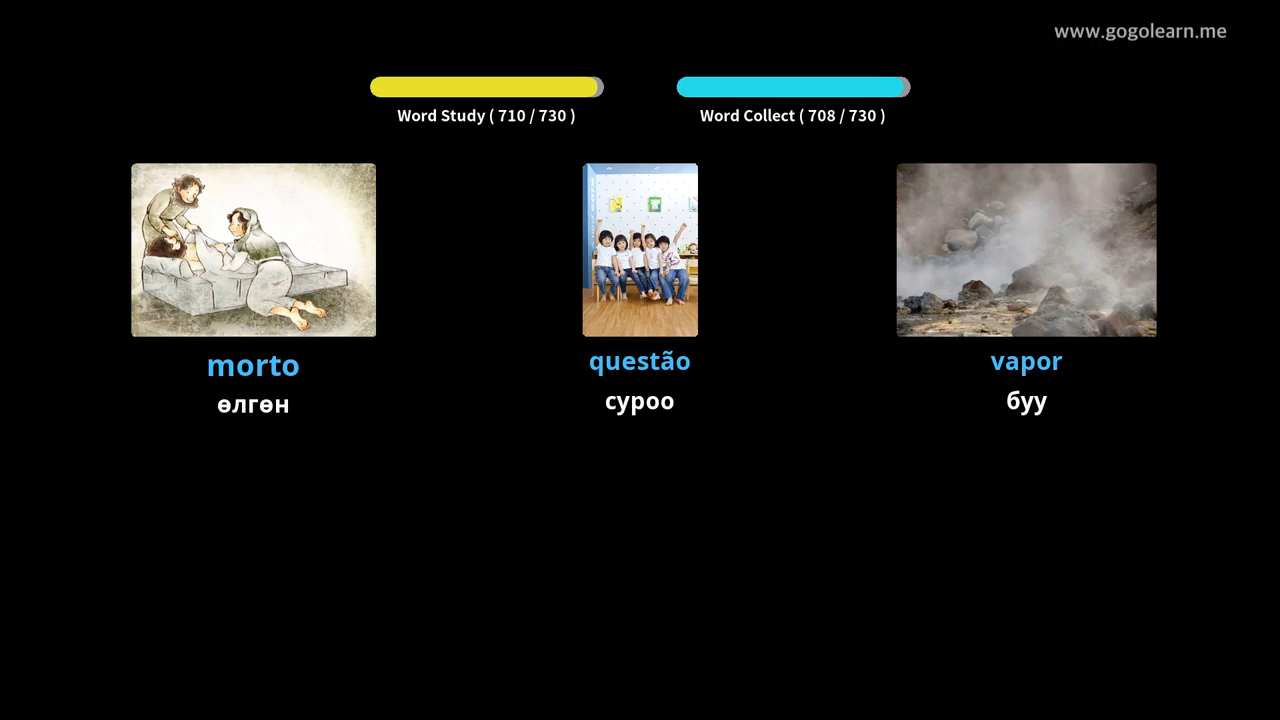 www.gogolearn.me
Word Study ( 710 / 730 )
Word Collect ( 708 / 730 )
morto
questão
vapor
өлгөн
суроо
буу